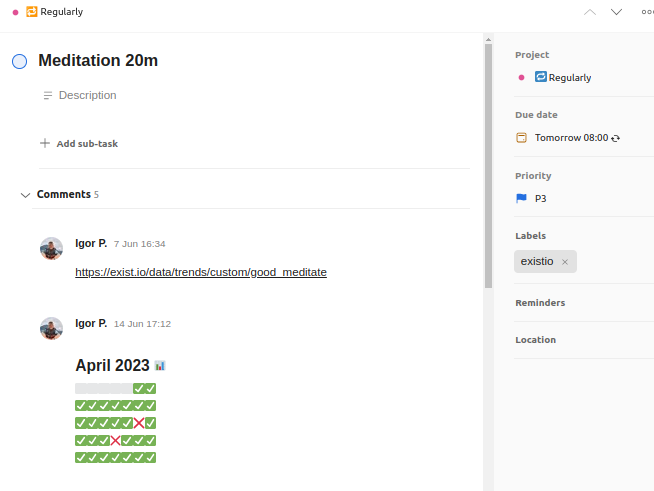 Regularly
Meditation 20m
Description
Add sub-task
Comments 5
Igor P. 7 Jun 16:34
https://exist.io/data/trends/custom/good_meditate
Igor P. 14 Jun 17:12
April 2023
Project
Regularly
Due date
Tomorrow 08:00
Priority
P3
Labels
existio ×
Reminders
Location